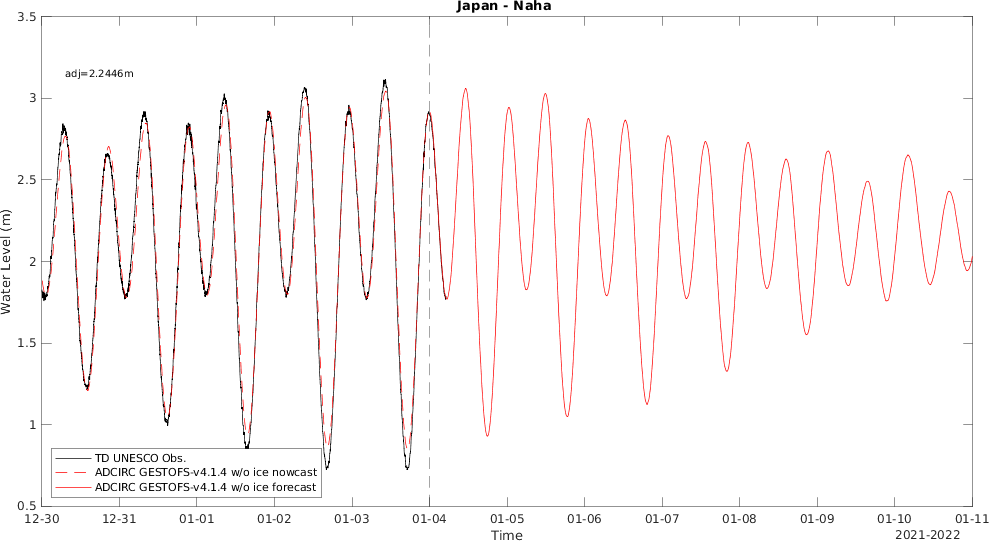 Japan - Naha
3.5
adj=2.2446m
3
2.5
2
1.5
1
0.5
Water Level (m)
TD UNESCO Obs.
ADCIRC GESTOFS-v4.1.4 w/o ice nowcast
ADCIRC GESTOFS-v4.1.4 w/o ice forecast
12-30 12-31 01-01 01-02 01-03 01-04 01-05 01-06 01-07 01-08 01-09 01-10 01-11
Time
2021-2022